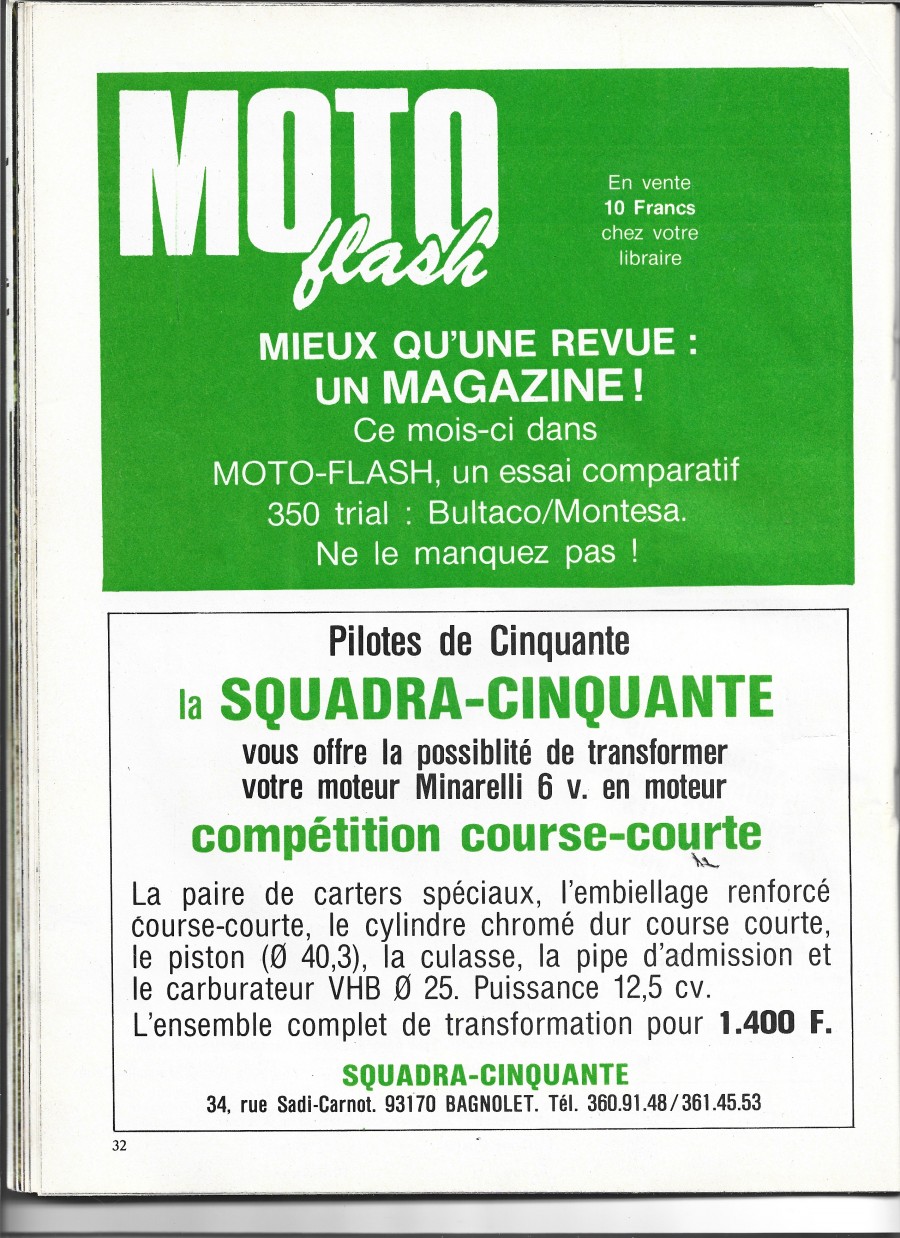 MOTO
flash
En vente
10 Francs
chez votre
libraire
MIEUX QU'UNE REVUE :
UN MAGAZINE !
Ce mois-ci dans
MOTO-FLASH, un essai comparatif
350 trial : Bultaco/Montesa.
Ne le manquez pas !
Pilotes de Cinquante
la SQUADRA-CINQUANTE
vous offre la possiblité de transformer
votre moteur Minarelli 6 v. en moteur
compétition course-courte
La paire de carters spéciaux, l'embiellage renforcé
course-courte, le cylindre chromé dur course courte,
le piston (Ø 40,3), la culasse, la pipe d'admission et
le carburateur VHB Ø 25. Puissance 12,5 cv.
L'ensemble complet de transformation pour 1.400 F.
SQUADRA-CINQUANTE
34, rue Sadi-Carnot. 93170 BAGNOLET. Tél. 360.91.48/361.45.53
32